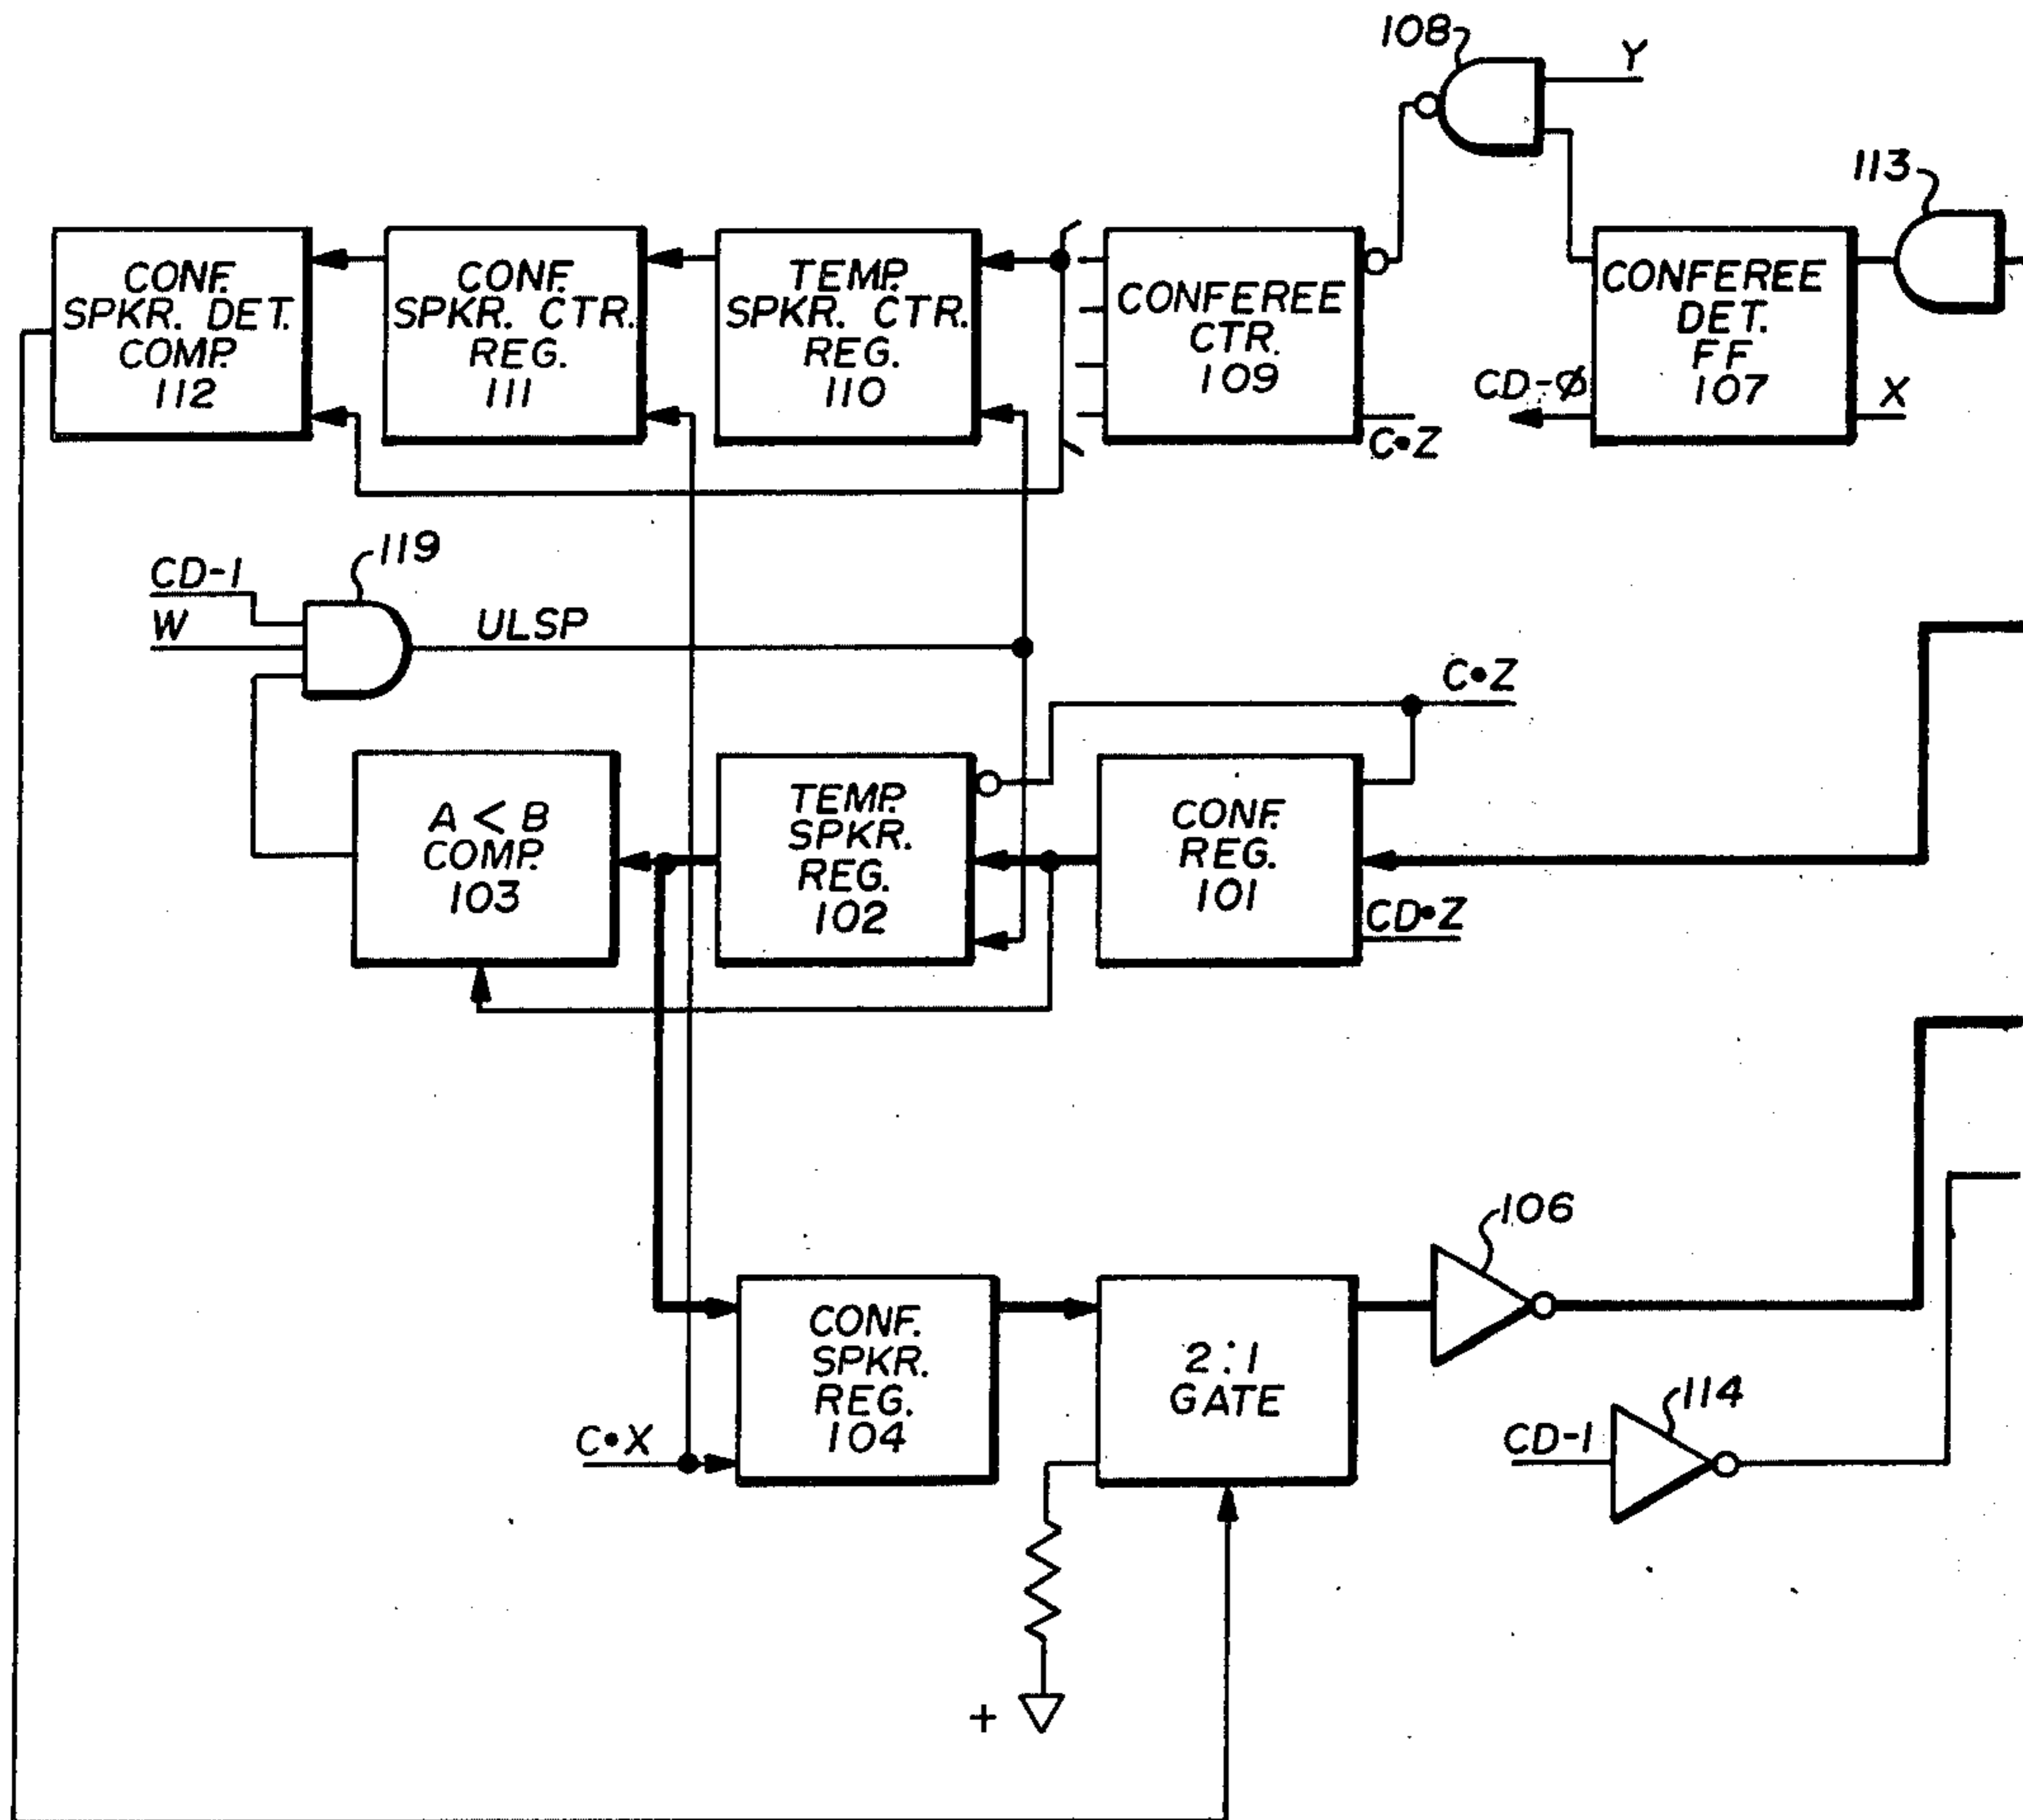 108
Y
113
CONF.
SPKR. DET.
COMP.
112
CONF.
SPKR. CTR.
REG.
111
TEMP.
SPKR. CTR.
REG.
110
CONFEREE
CTR.
109
C•Z
CONFEREE
DET.
FF
107
CD-Ø
X
CD-1
W
119
ULSP
C•Z
A < B
COMP.
103
TEMP.
SPKR.
REG.
102
CONF.
REG.
101
CD•Z
CONF.
SPKR.
REG.
104
C•X
2:1
GATE
106
CD-1
114
+